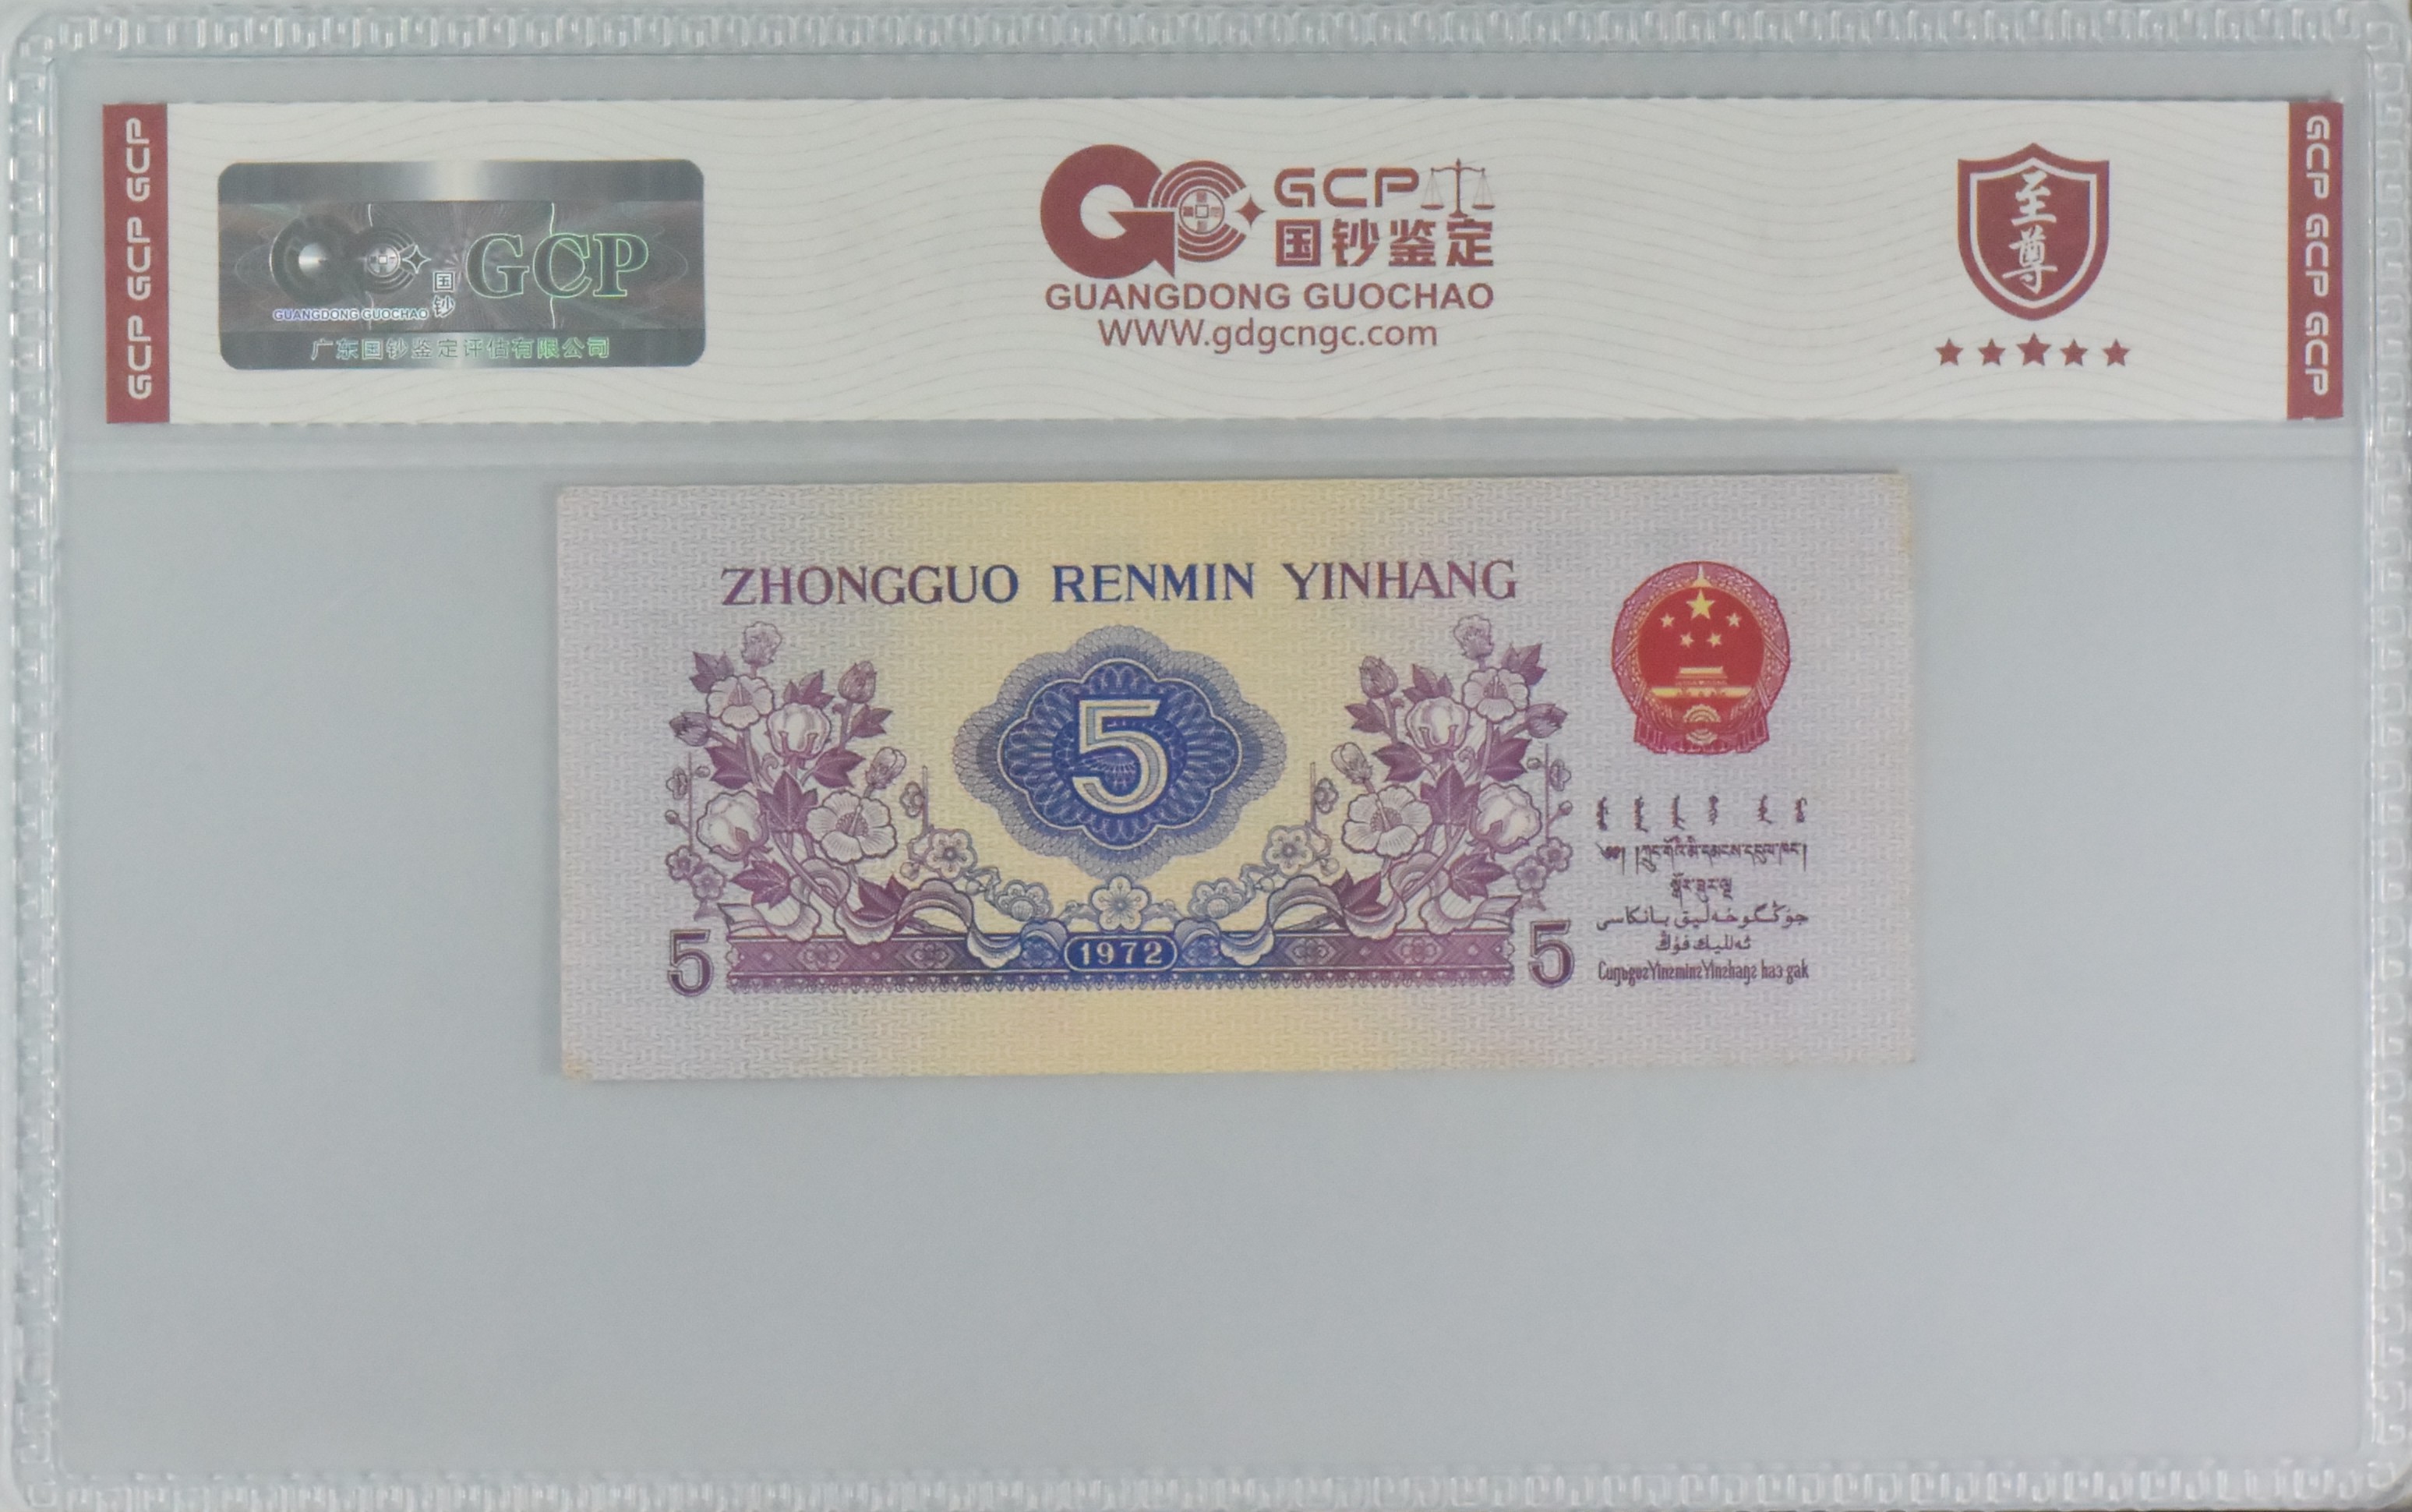 GCP GCP GCP
国钞
GCP
GUANGDONG GUOCHAO
广东国钞鉴定评估有限公司
GCP
国钞鉴定
GUANGDONG GUOCHAO
WWW.gdgcngc.com
至尊
GCP GCP GCP
ZHONGGUO RENMIN YINHANG
5
1972
5
5
جۇڭگوخەلىق بانكاسى